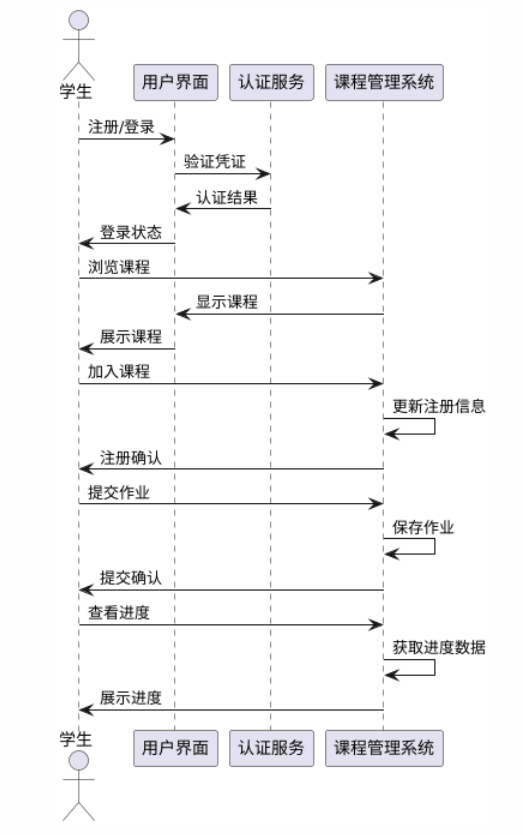 学生
用户界面
认证服务
课程管理系统
注册/登录
验证凭证
认证结果
登录状态
浏览课程
显示课程
展示课程
加入课程
更新注册信息
注册确认
提交作业
保存作业
提交确认
查看进度
获取进度数据
展示进度
学生
用户界面
认证服务
课程管理系统